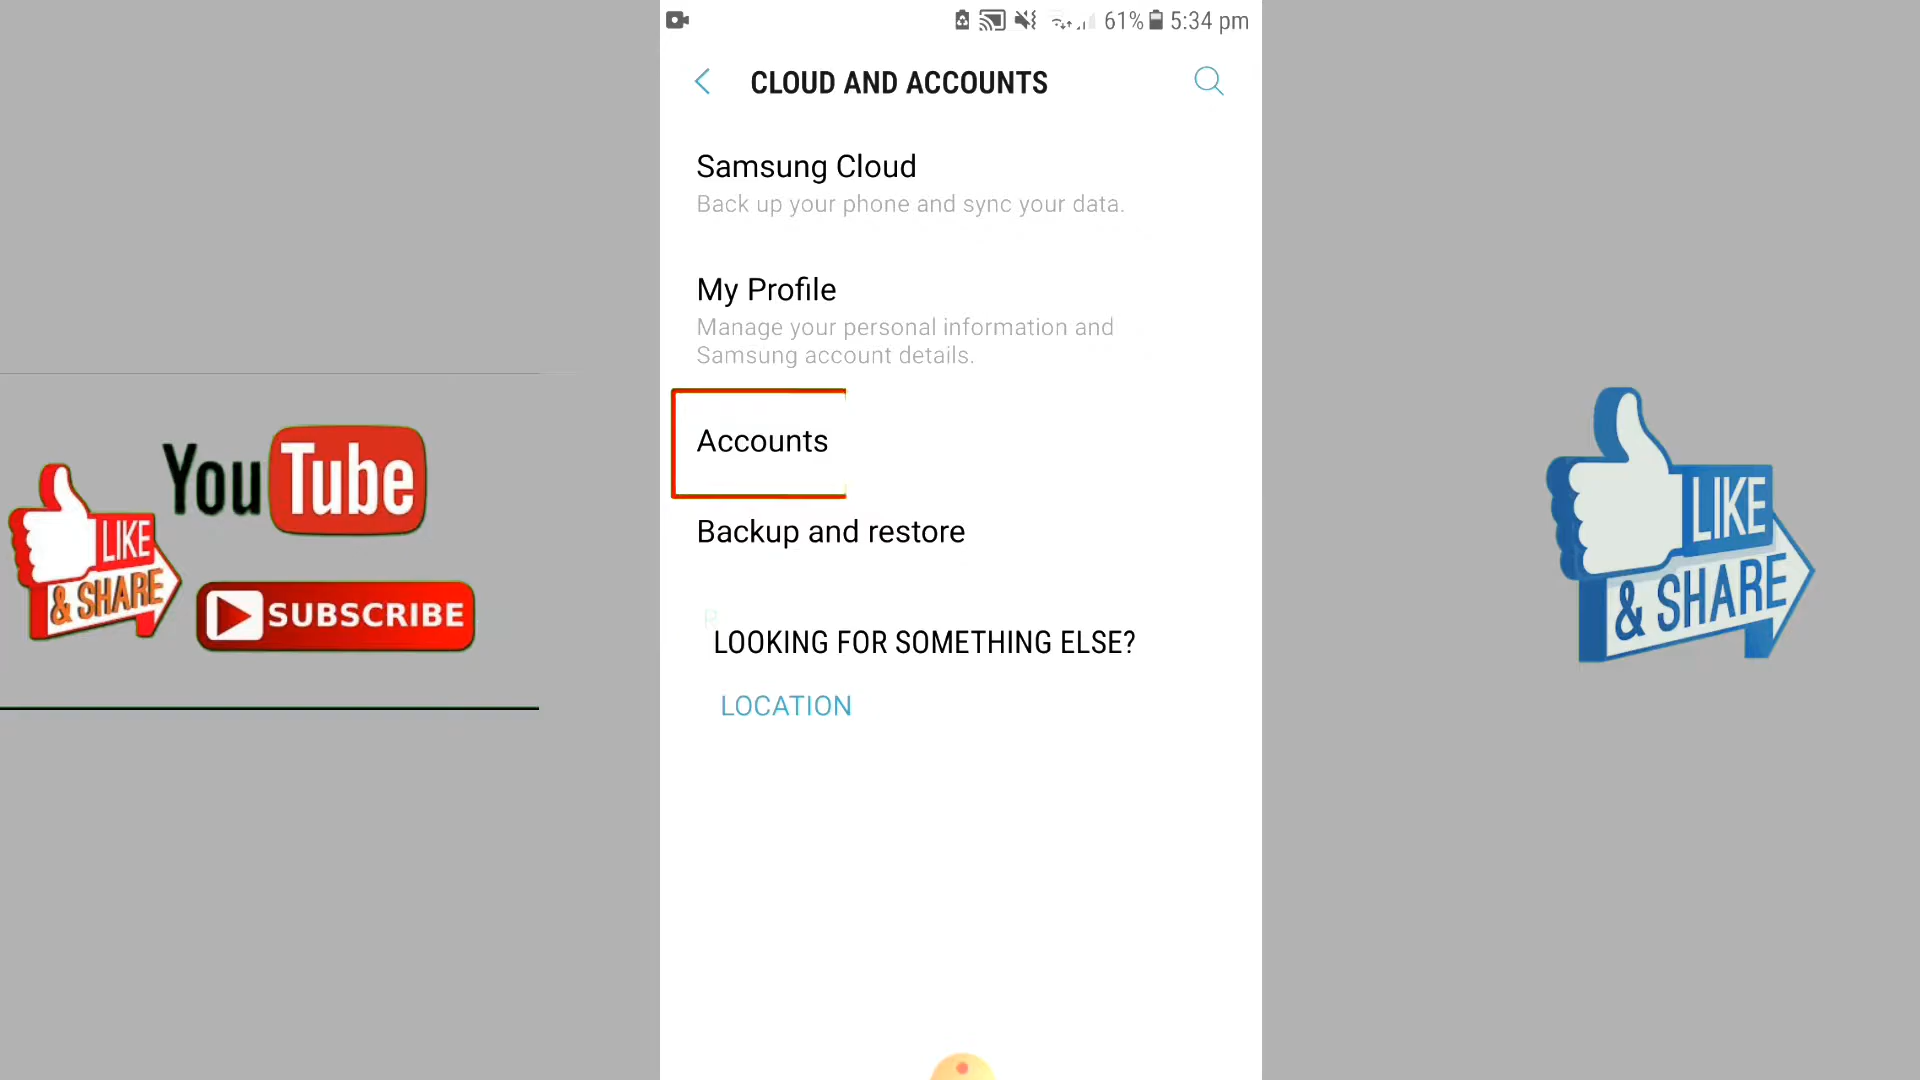 61% 5:34 pm
CLOUD AND ACCOUNTS
Samsung Cloud
Back up your phone and sync your data.
My Profile
Manage your personal information and
Samsung account details.
Accounts
Backup and restore
R
LOOKING FOR SOMETHING ELSE?
LOCATION
YouTube
LIKE
& SHARE
SUBSCRIBE
LIKE
& SHARE